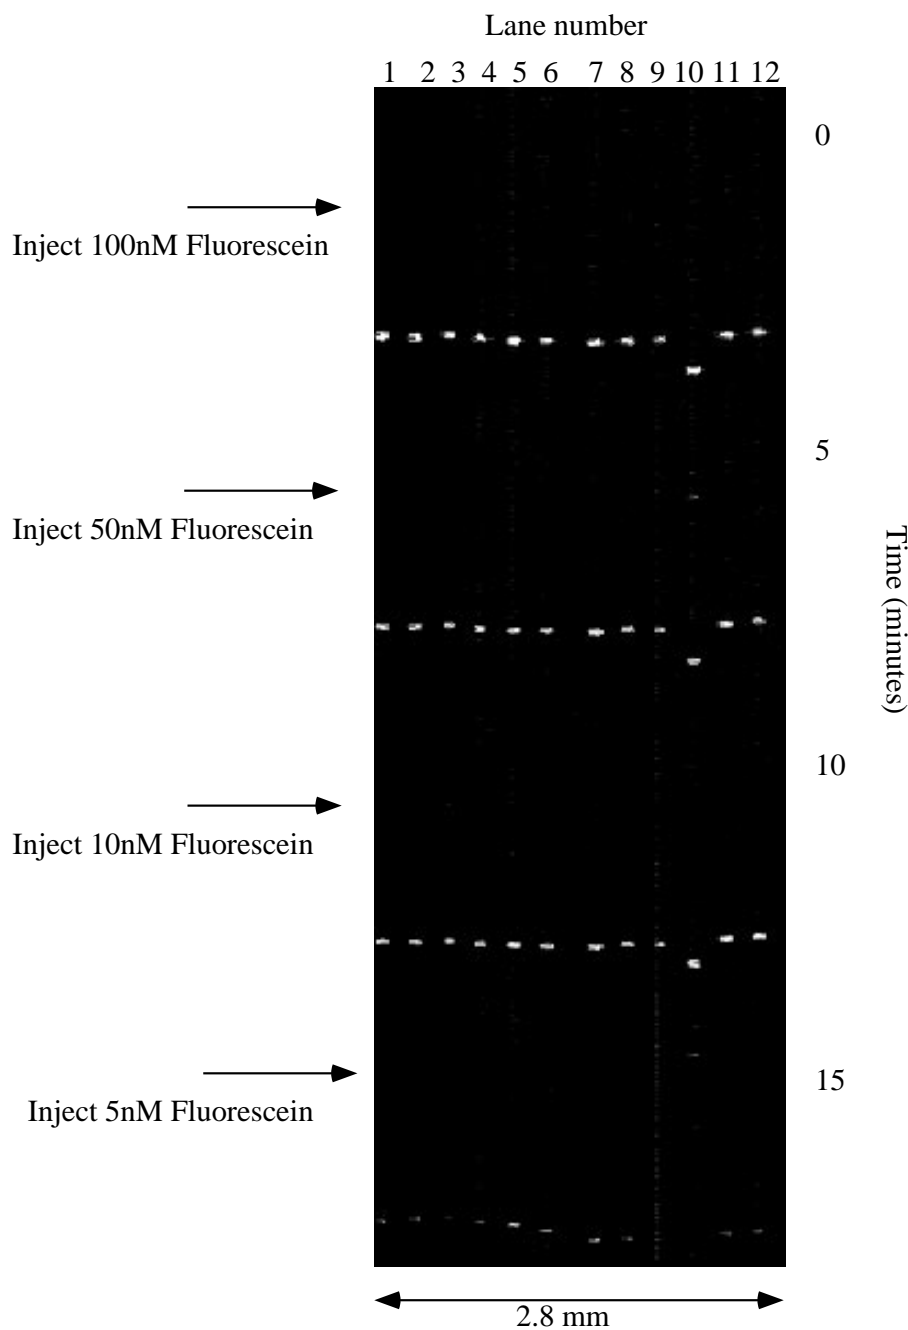 Lane number
1 2 3 4 5 6 7 8 9 10 11 12
0
Inject 100nM Fluorescein
5
Inject 50nM Fluorescein
Time (minutes)
10
Inject 10nM Fluorescein
15
Inject 5nM Fluorescein
2.8 mm